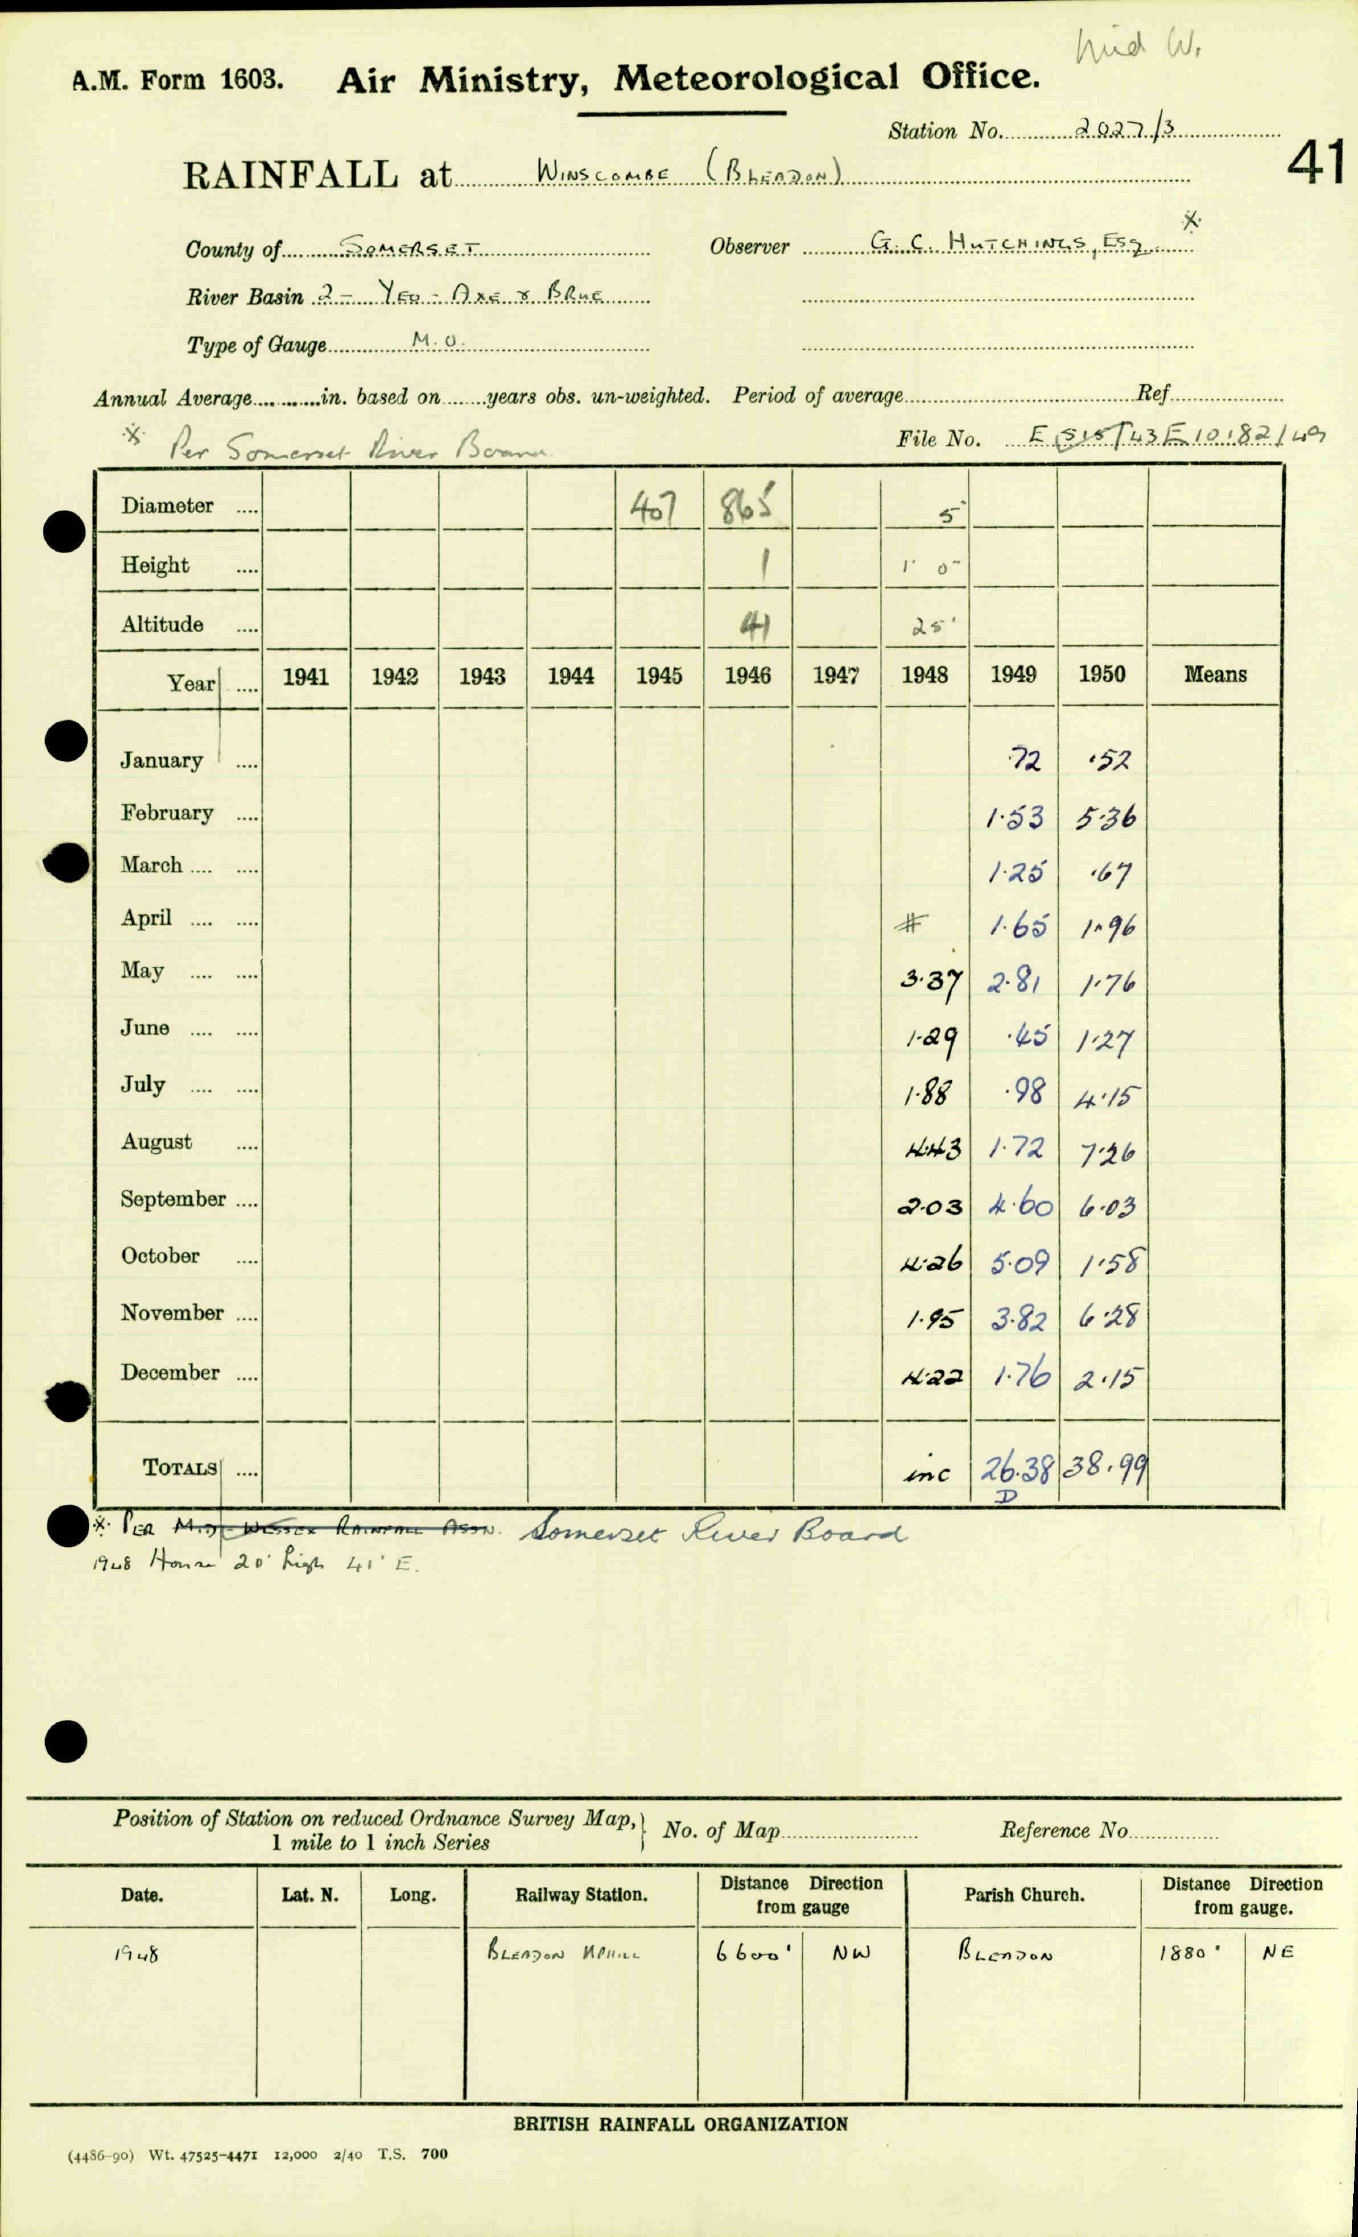 Mid W.
A.M. Form 1603. Air Ministry, Meteorological Office.
Station No. 2027/3
41
RAINFALL at WINSCOMBE (BLEADON)
County of SOMERSET Observer G. C. HUTCHINGS, ESQ. *
River Basin 2 - YEO - AXE & BRUE
Type of Gauge M.O.
Annual Average in. based on years obs. un-weighted. Period of average Ref
* Per Somerset River Board File No. E 10182/49
Diameter 407 865 5"
Height 1 1' 0"
Altitude 41 25'
Year 1941 1942 1943 1944 1945 1946 1947 1948 1949 1950 Means
January .72 .52
February 1.53 5.36
March 1.25 .67
April # 1.65 1.96
May 3.37 2.81 1.76
June 1.29 .45 1.27
July 1.88 .98 4.15
August 4.43 1.72 7.26
September 2.03 4.60 6.03
October 4.26 5.09 1.58
November 1.95 3.82 6.28
December 4.22 1.76 2.15
TOTALS inc 26.38 38.99
D
* PER MID-WESSEX RAINFALL ASSN. Somerset River Board
1948 House 20' high 41' E.
Position of Station on reduced Ordnance Survey Map, 1 mile to 1 inch Series No. of Map Reference No.
Date. Lat. N. Long. Railway Station. Distance Direction from gauge Parish Church. Distance Direction from gauge.
1948 BLEADON UPHILL 6600' NW BLEADON 1880' NE
BRITISH RAINFALL ORGANIZATION
(4486-90) Wt. 47525-4471 12,000 2/40 T.S. 700